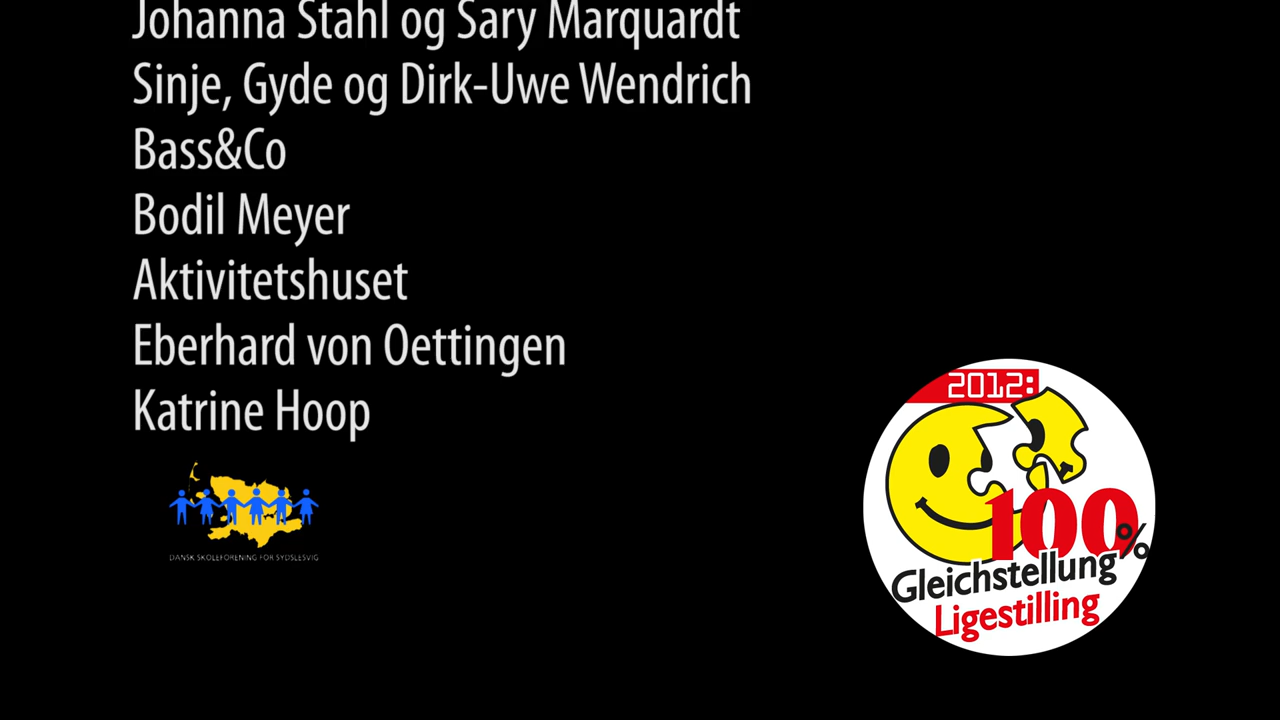 Johanna Stahl og Sary Marquardt
Sinje, Gyde og Dirk-Uwe Wendrich
Bass&Co
Bodil Meyer
Aktivitetshuset
Eberhard von Oettingen
Katrine Hoop
DANSK SKOLEFORENING FOR SYDSLESVIG
2012:
100%
Gleichstellung
Ligestilling